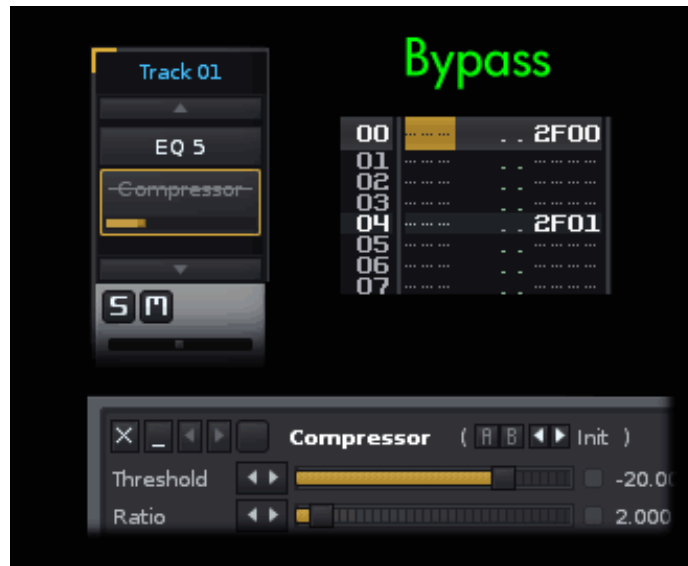 Bypass
Track 01
EQ 5
Compressor
S M
00 2F00
01
02
03
04 2F01
05
06
07
Compressor ( A B Init )
Threshold -20.00
Ratio 2.000